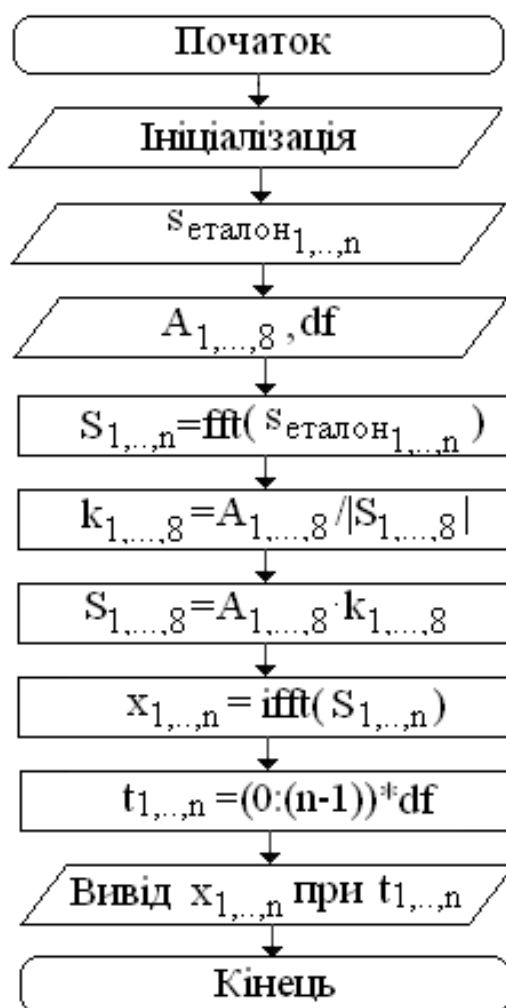 Початок
Ініціалізація
sеталон1,..,n
A1,...,8 , df
S1,..,n=fft(sеталон1,..,n)
k1,...,8=A1,...,8/|S1,...,8|
S1,...,8=A1,...,8·k1,...,8
x1,..,n= ifft(S1,..,n)
t1,..,n=(0:(n-1))*df
Вивід x1,..,n при t1,..,n
Кінець